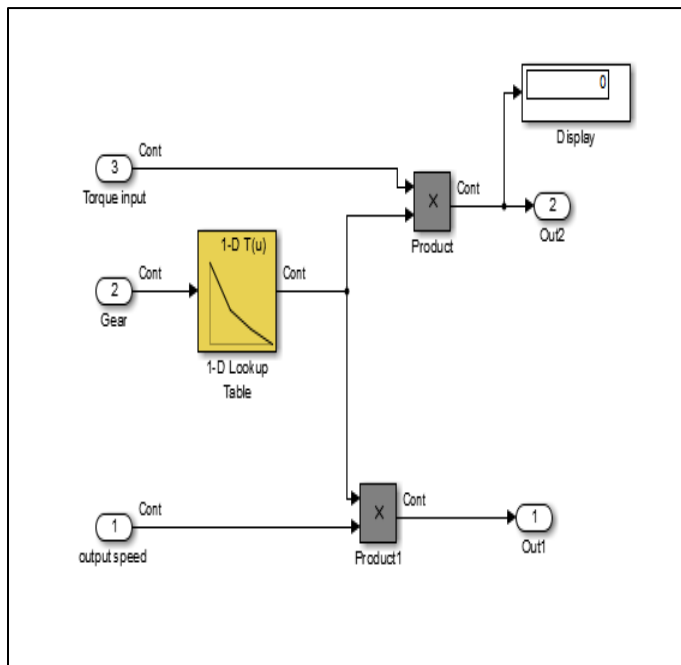 0
Display
Cont
3
Torque input
Cont
X
Product
2
Out2
1-D T(u)
Cont
2
Gear
Cont
1-D Lookup
Table
Cont
1
output speed
X
Product1
Cont
1
Out1